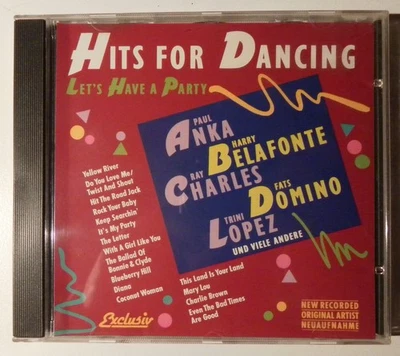 HITS FOR DANCING
LET'S HAVE A PARTY
PAUL
ANKA
HARRY
BELAFONTE
RAY
CHARLES
FATS
DOMINO
TRINI
LOPEZ
UND VIELE ANDERE
Yellow River
Do You Love Me/
Twist And Shout
Hit The Road Jack
Rock Your Baby
Keep Searchin'
It's My Party
The Letter
With A Girl Like You
The Ballad Of
Bonnie & Clyde
Blueberry Hill
Diana
Coconut Woman
This Land Is Your Land
Mary Lou
Charlie Brown
Even The Bad Times
Are Good
Exclusiv
NEW RECORDED
ORIGINAL ARTIST
NEUAUFNAHME